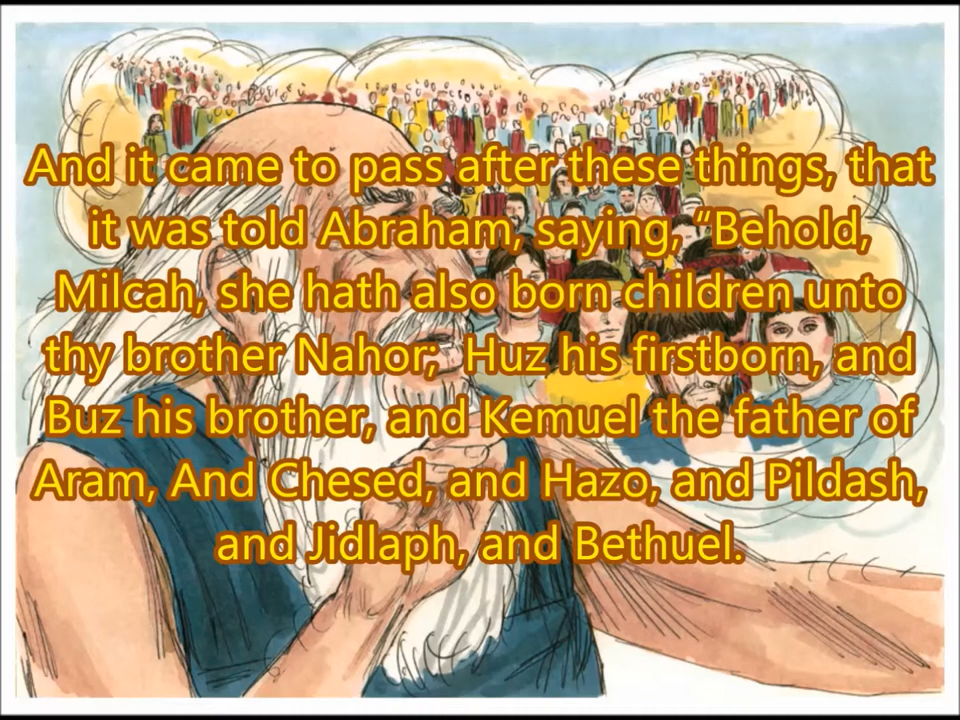 And it came to pass after these things, that
it was told Abraham, saying, “Behold,
Milcah, she hath also born children unto
thy brother Nahor;  Huz his firstborn, and
Buz his brother, and Kemuel the father of
Aram, And Chesed, and Hazo, and Pildash,
and Jidlaph, and Bethuel.